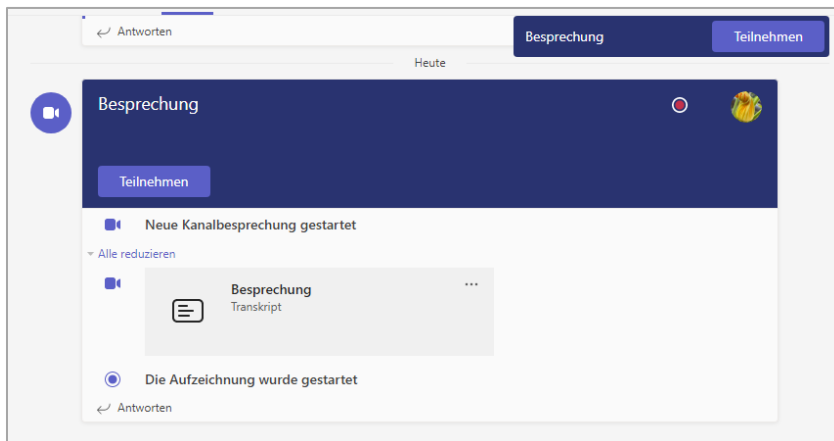 Antworten
Besprechung
Teilnehmen
Heute
Besprechung
Teilnehmen
Neue Kanalbesprechung gestartet
Alle reduzieren
Besprechung
Transkript
Die Aufzeichnung wurde gestartet
Antworten